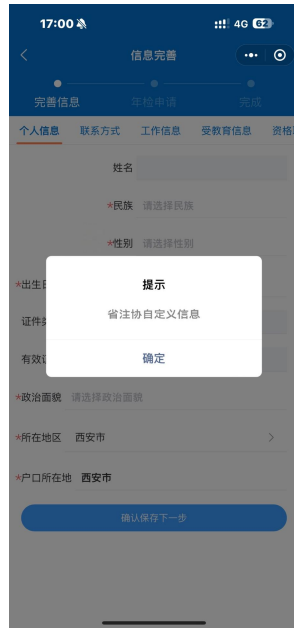 17:00
4G 62
信息完善
完善信息
年检申请
完成
个人信息 联系方式 工作信息 受教育信息 资格
姓名
*民族 请选择民族
*性别 请选择性别
*出生日
证件类
有效证
*政治面貌 请选择政治面貌
*所在地区 西安市
*户口所在地 西安市
确认保存下一步
提示
省注协自定义信息
确定